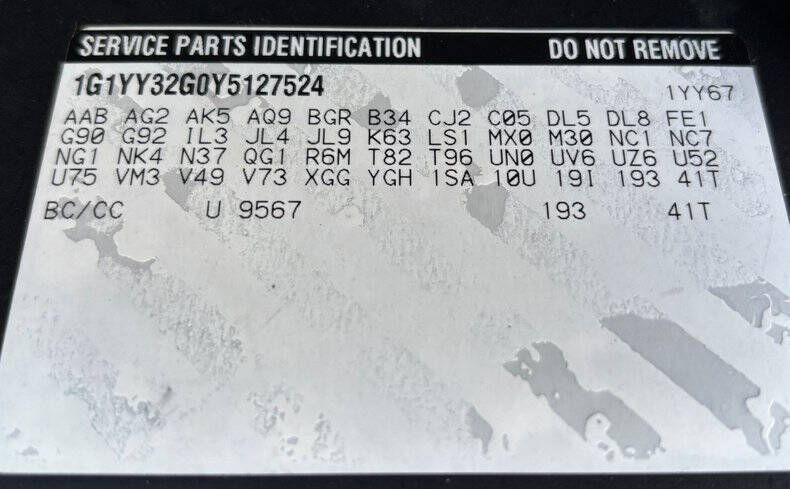 SERVICE PARTS IDENTIFICATION DO NOT REMOVE
1G1YY32G0Y5127524 1YY67
AAB AG2 AK5 AQ9 BGR B34 CJ2 C05 DL5 DL8 FE1
G90 G92 IL3 JL4 JL9 K63 LS1 MX0 M30 NC1 NC7
NG1 NK4 N37 QG1 R6M T82 T96 UN0 UV6 UZ6 U52
U75 VM3 V49 V73 XGG YGH 1SA 10U 19I 193 41T
BC/CC U 9567 193 41T